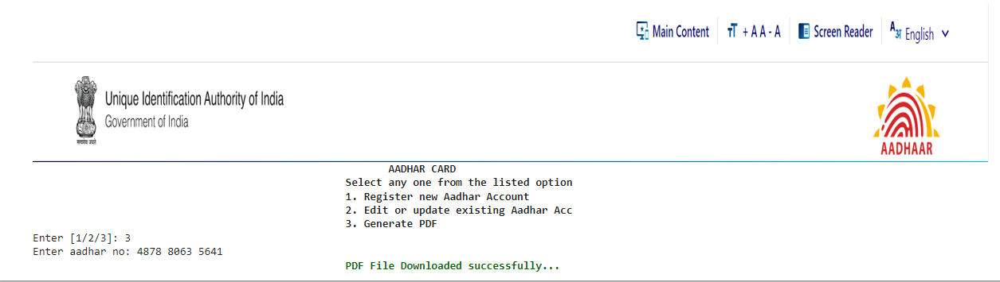 Main Content
TT + A A - A
Screen Reader
Aअ English
Unique Identification Authority of India
Government of India
सत्यमेव जयते
AADHAAR
AADHAR CARD
Select any one from the listed option
1. Register new Aadhar Account
2. Edit or update existing Aadhar Acc
3. Generate PDF
Enter [1/2/3]: 3
Enter aadhar no: 4878 8063 5641
PDF File Downloaded successfully...